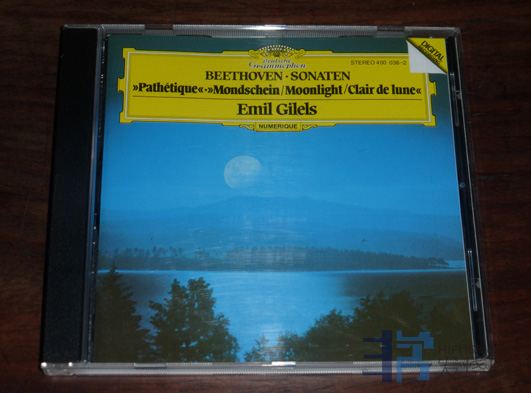 Deutsche
Grammophon
STEREO 400 036-2
DIGITAL
BEETHOVEN · SONATEN
»Pathétique«·»Mondschein/Moonlight/Clair de lune«
Emil Gilels
NUMERIQUE